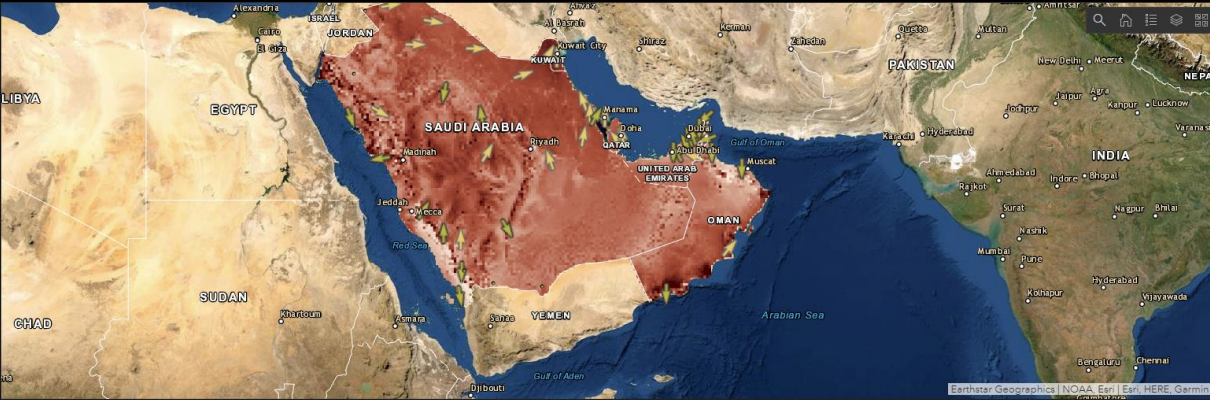 Alexandria
ISRAEL
Ahvaz
Amritsar
JORDAN
Al Basrah
Cairo
El Giza
Kuwait City
KUWAIT
Shiraz
Kerman
Zahedan
Quetta
Multan
PAKISTAN
New Delhi
Meerut
NEPA
LIBYA
EGYPT
Jaipur
Agra
Kanpur
Lucknow
Jodhpur
Manama
SAUDI ARABIA
Doha
Dubai
Riyadh
QATAR
Abu Dhabi
Gulf of Oman
Karachi
Hyderabad
Varanas
Madinah
Muscat
INDIA
UNITED ARAB
EMIRATES
Ahmedabad
Indore
Bhopal
Rajkot
Jeddah
Mecca
OMAN
Surat
Nagpur
Bhilai
Red Sea
Nashik
Mumbai
Pune
SUDAN
Hyderabad
Kolhapur
Vijayawada
CHAD
Khartoum
Asmara
Sanaa
YEMEN
Arabian Sea
Bengaluru
Chennai
Gulf of Aden
Djibouti
Earthstar Geographics | NOAA, Esri | Esri, HERE, Garmin
Coimbatore